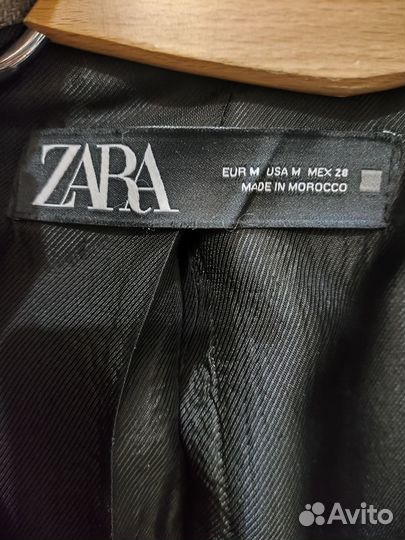 ZARA
EUR M USA M MEX 28
MADE IN MOROCCO
Avito